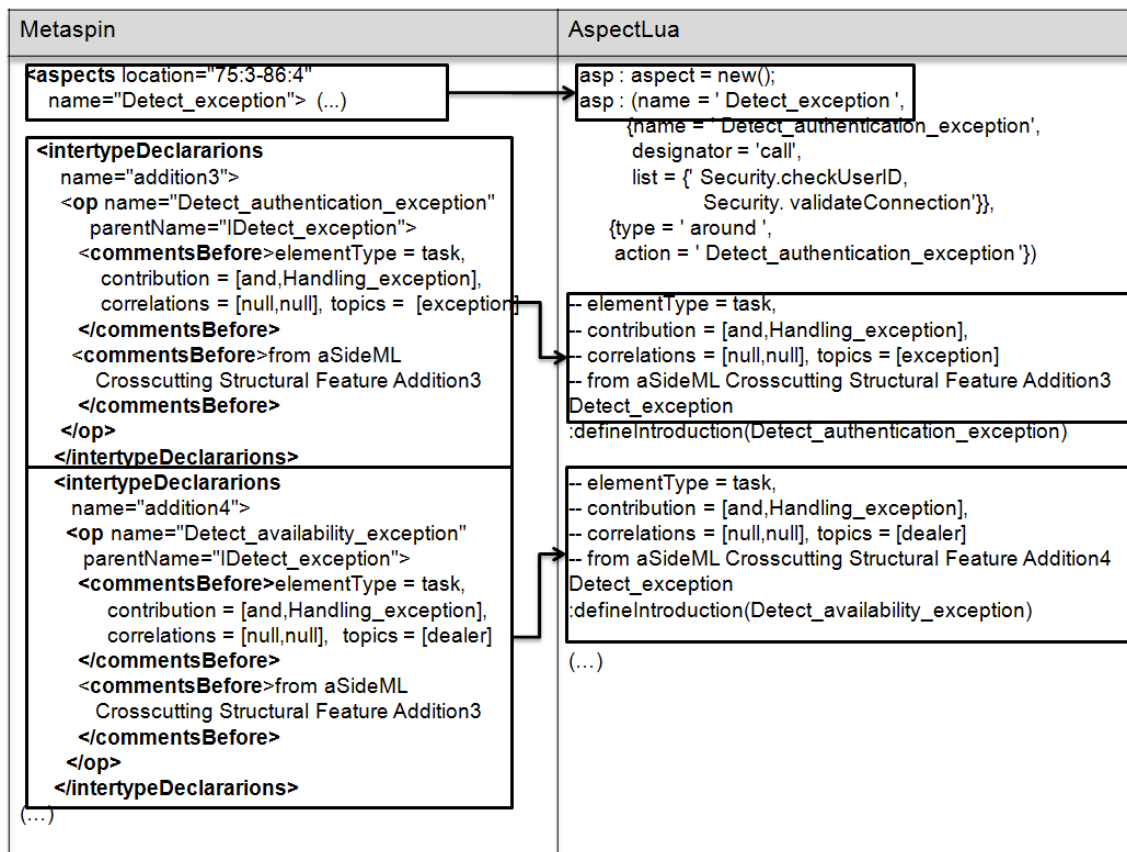 Metaspin
<aspects location="75:3-86:4"
name="Detect_exception"> (...)
<intertypeDeclararions
name="addition3">
<op name="Detect_authentication_exception"
parentName="IDetect_exception">
<commentsBefore>elementType = task,
contribution = [and,Handling_exception],
correlations = [null,null], topics = [exception]
</commentsBefore>
<commentsBefore>from aSideML
Crosscutting Structural Feature Addition3
</commentsBefore>
</op>
</intertypeDeclararions>
<intertypeDeclararions
name="addition4">
<op name="Detect_availability_exception"
parentName="IDetect_exception">
<commentsBefore>elementType = task,
contribution = [and,Handling_exception],
correlations = [null,null], topics = [dealer]
</commentsBefore>
<commentsBefore>from aSideML
Crosscutting Structural Feature Addition3
</commentsBefore>
</op>
</intertypeDeclararions>
(...)
AspectLua
asp : aspect = new();
asp : (name = ' Detect_exception ',
{name = ' Detect_authentication_exception',
designator = 'call',
list = {' Security.checkUserID,
Security. validateConnection'}},
{type = ' around ',
action = ' Detect_authentication_exception '})
-- elementType = task,
-- contribution = [and,Handling_exception],
-- correlations = [null,null], topics = [exception]
-- from aSideML Crosscutting Structural Feature Addition3
Detect_exception
:defineIntroduction(Detect_authentication_exception)
-- elementType = task,
-- contribution = [and,Handling_exception],
-- correlations = [null,null], topics = [dealer]
-- from aSideML Crosscutting Structural Feature Addition4
Detect_exception
:defineIntroduction(Detect_availability_exception)
(...)